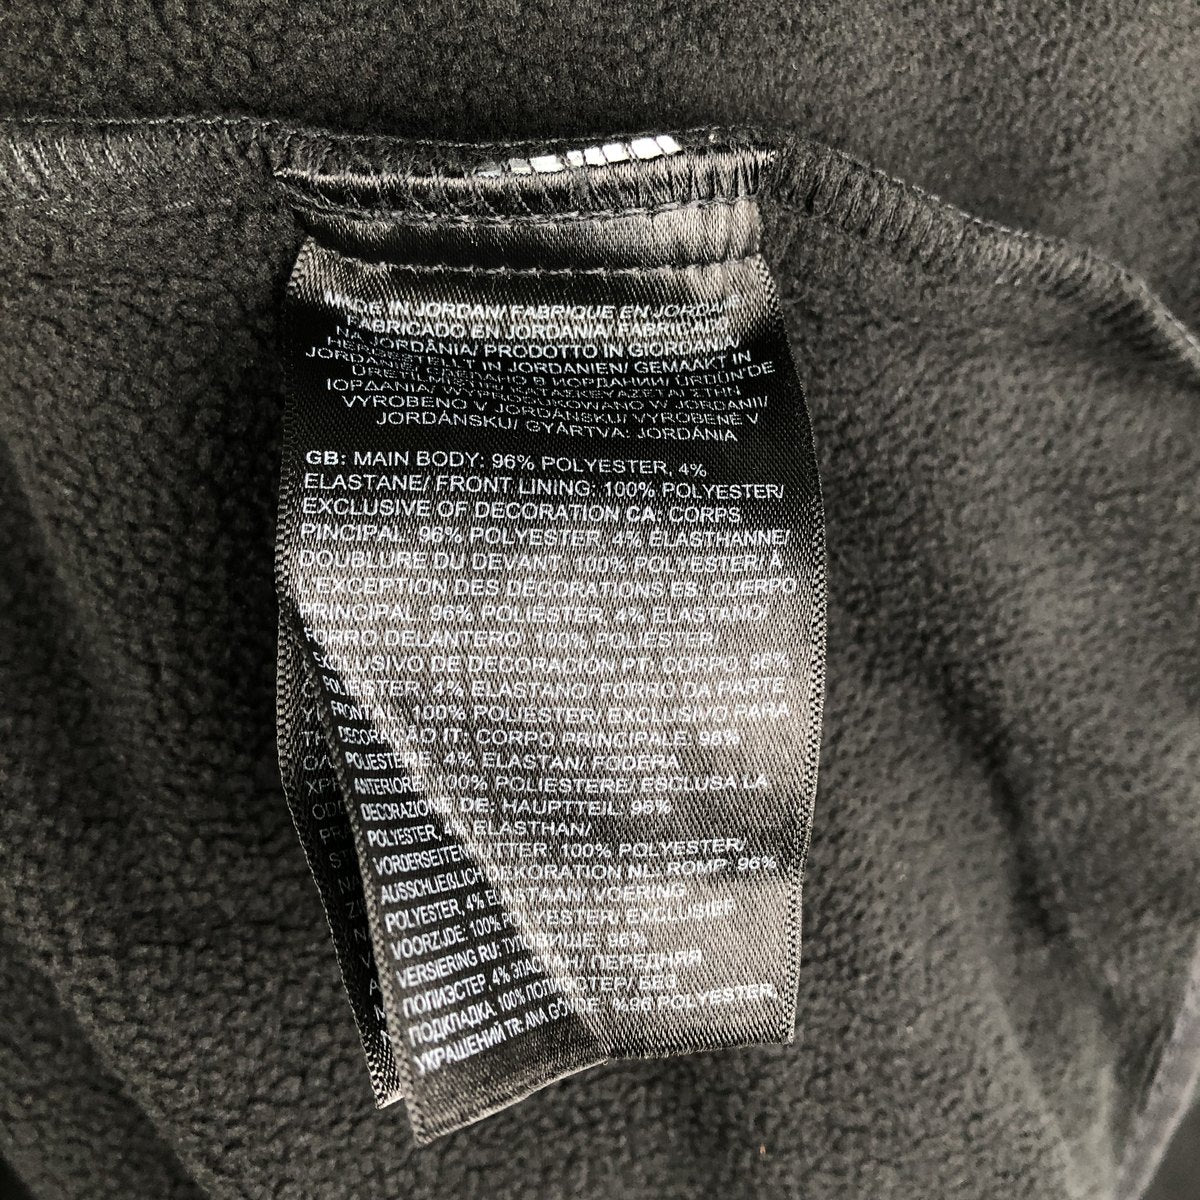 MADE IN JORDAN/ FABRIQUE EN JORDANIE
FABRICADO EN JORDANIA/ FABRICADO
NA JORDÂNIA/ PRODOTTO IN GIORDANIA/
HERGESTELLT IN JORDANIEN/ GEMAAKT IN
IN ИОРДАНИИ/ ÜRDÜN'DE
ΙΟΡΔΑΝΙΑ/ W JORDANII/
VYROBENO V JORDÁNSKU/ VYROBENÉ V
JORDÁNSKU/ GYÁRTVA: JORDÁNIA
GB: MAIN BODY: 96% POLYESTER, 4%
ELASTANE/ FRONT LINING: 100% POLYESTER/
EXCLUSIVE OF DECORATION CA: CORPS
PINCIPAL: 96% POLYESTER, 4% ELASTHANNE/
DOUBLURE DU DEVANT: 100% POLYESTER/ À
L'EXCEPTION DES DÉCORATIONS ES: CUERPO
PRINCIPAL: 96% POLIÉSTER, 4% ELASTANO/
FORRO DELANTERO: 100% POLIÉSTER
EXCLUSIVO DE DECORACIÓN PT: CORPO: 96%
POLIÉSTER, 4% ELASTANO/ FORRO DA PARTE
FRONTAL: 100% POLIÉSTER/ EXCLUSIVO PARA
DECORAÇÃO IT: CORPO PRINCIPALE: 96%
POLIESTERE, 4% ELASTAN/ FODERA
ANTERIORE: 100% POLIESTERE/ ESCLUSA LA
DECORAZIONE DE: HAUPTTEIL: 96%
POLYESTER, 4% ELASTHAN/
VORDERSEITENFUTTER: 100% POLYESTER/
AUSSCHLIEßLICH DEKORATION NL: ROMP: 96%
POLYESTER, 4% ELASTAAN/ VOERING
VOORZIJDE: 100% POLYESTER/ EXCLUSIEF
VERSIERING RU: ТУЛОВИЩЕ: 96%
ПОЛИЭСТЕР, 4% ЭЛАСТАН/ ПЕРЕДНЯЯ
ПОДКЛАДКА: 100% ПОЛИЭСТЕР/ БЕЗ
УКРАШЕНИЙ TR: ANA GÖVDE: %96 POLYESTER,